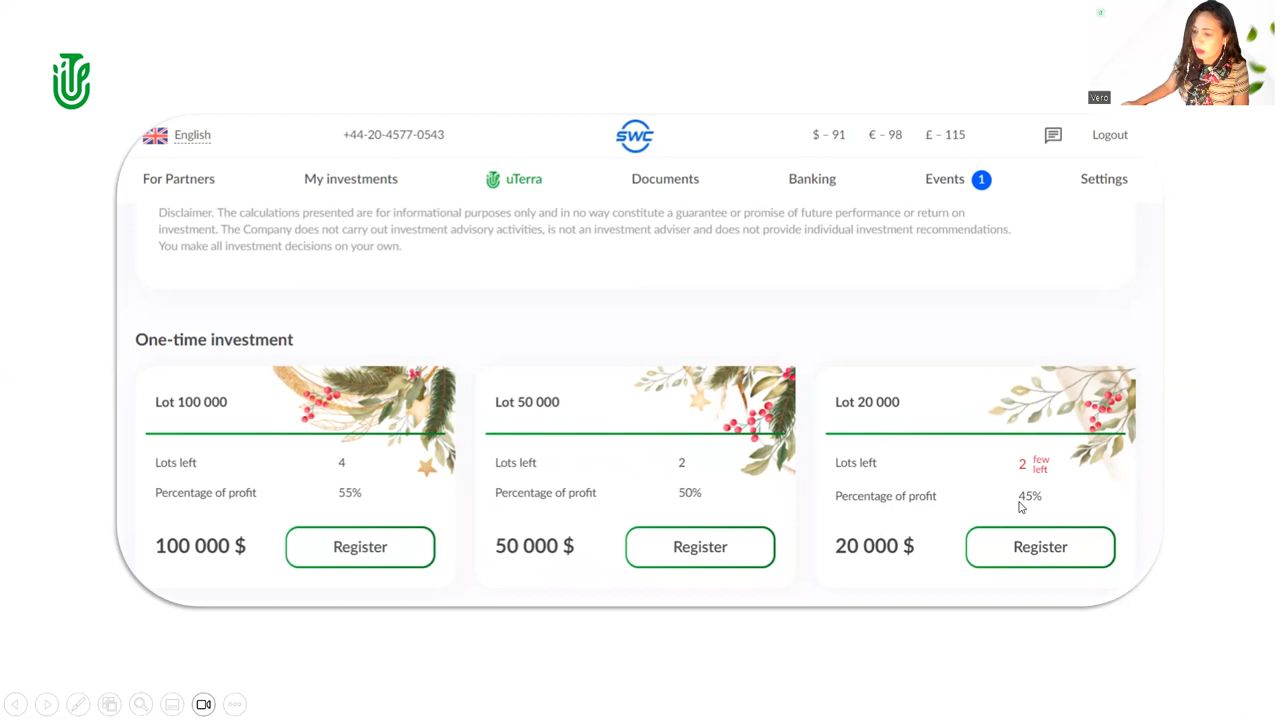 Vero
English
+44-20-4577-0543
SWC
$ – 91
€ – 98
£ – 115
Logout
For Partners
My investments
uTerra
Documents
Banking
Events 1
Settings
Disclaimer. The calculations presented are for informational purposes only and in no way constitute a guarantee or promise of future performance or return on
investment. The Company does not carry out investment advisory activities, is not an investment adviser and does not provide individual investment recommendations.
You make all investment decisions on your own.
One-time investment
Lot 100 000
Lots left 4
Percentage of profit 55%
100 000 $
Register
Lot 50 000
Lots left 2
Percentage of profit 50%
50 000 $
Register
Lot 20 000
Lots left 2 few
left
Percentage of profit 45%
20 000 $
Register